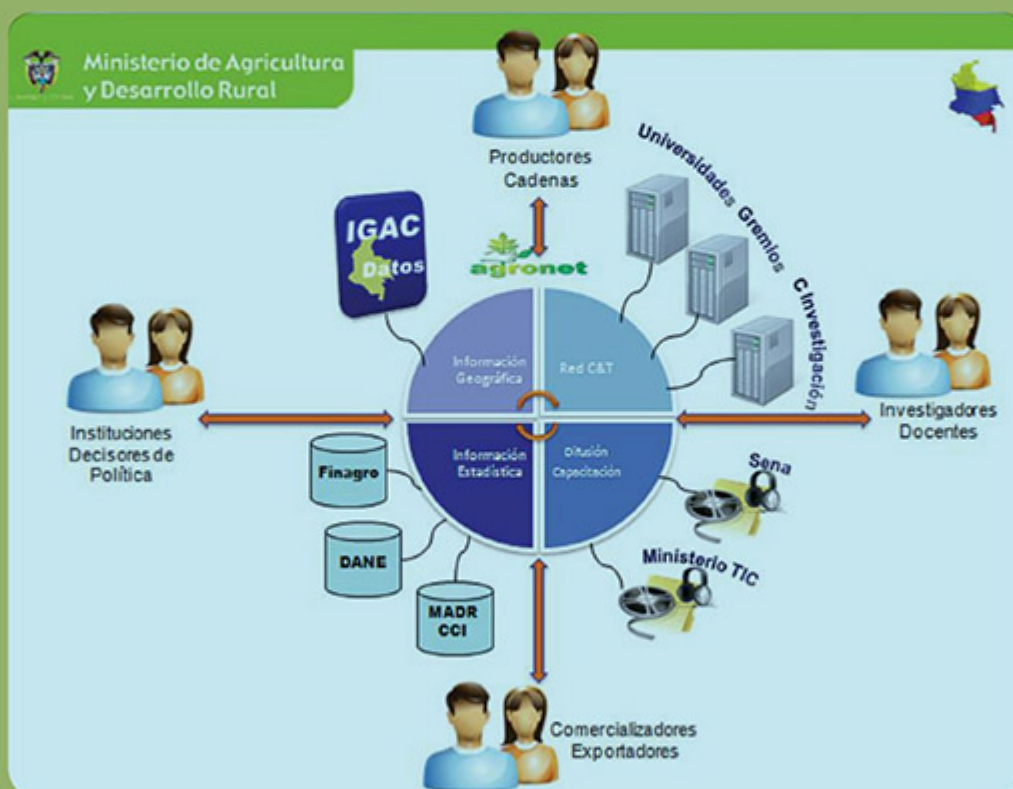 Ministerio de Agricultura
y Desarrollo Rural
Productores
Cadenas
Universidades Gremios C Investigación
IGAC
Datos
agronet
Información
Geográfica
Red C&T
Instituciones
Decisores de
Política
Investigadores
Docentes
Información
Estadística
Difusión
Capacitación
Finagro
DANE
MADR
CCI
Sena
Ministerio TIC
Comercializadores
Exportadores